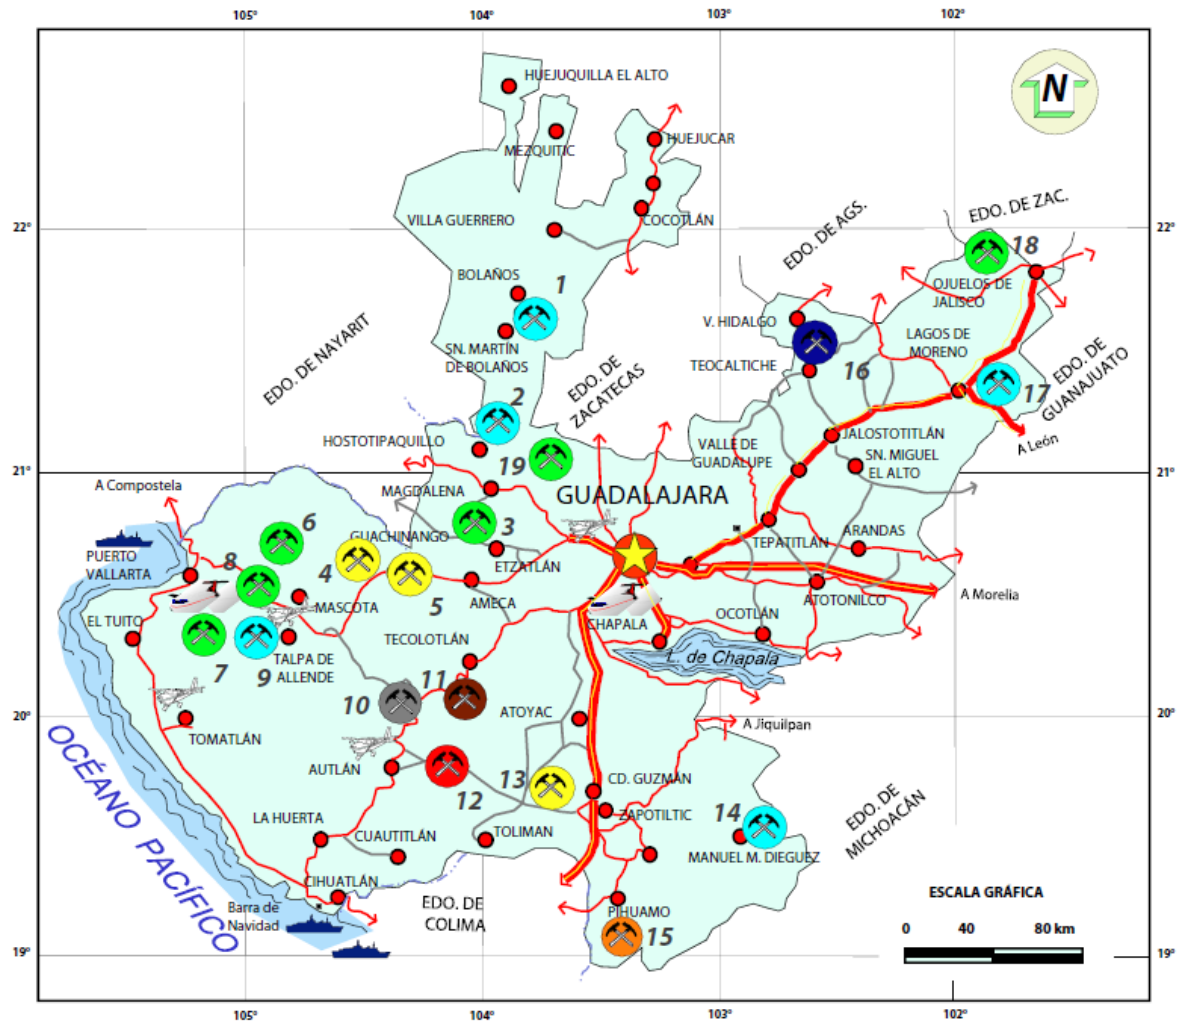 105°
104°
103°
102°
HUEJUQUILLA EL ALTO
N
MEZQUITIC
HUEJUCAR
22°
VILLA GUERRERO
COCOTLÁN
EDO. DE AGS.
EDO. DE ZAC.
22°
18
BOLAÑOS
1
OJUELOS DE
JALISCO
EDO. DE NAYARIT
SN. MARTÍN
DE BOLAÑOS
V. HIDALGO
LAGOS DE
MORENO
TEOCALTICHE
16
EDO. DE
GUANAJUATO
17
EDO. DE
ZACATECAS
2
HOSTOTIPAQUILLO
19
VALLE DE
GUADALUPE
JALOSTOTITLÁN
SN. MIGUEL
EL ALTO
A León
21°
21°
A Compostela
MAGDALENA
GUADALAJARA
3
6
GUACHINANGO
ETZATLÁN
TEPATITLÁN
ARANDAS
PUERTO
VALLARTA
8
4
5
AMECA
MASCOTA
ATOTONILCO
A Morelia
EL TUITO
TECOLOTLÁN
CHAPALA
OCOTLÁN
L. de Chapala
7
9
TALPA DE
ALLENDE
10
11
ATOYAC
20°
20°
A Jiquilpan
TOMATLÁN
OCÉANO PACÍFICO
AUTLÁN
12
13
CD. GUZMÁN
ZAPOTILTIC
14
EDO. DE
MICHOACÁN
LA HUERTA
CUAUTITLÁN
TOLIMAN
MANUEL M. DIEGUEZ
CIHUATLÁN
Barra de
Navidad
EDO. DE
COLIMA
PIHUAMO
15
ESCALA GRÁFICA
0 40 80 km
19°
19°
105°
104°
103°
102°